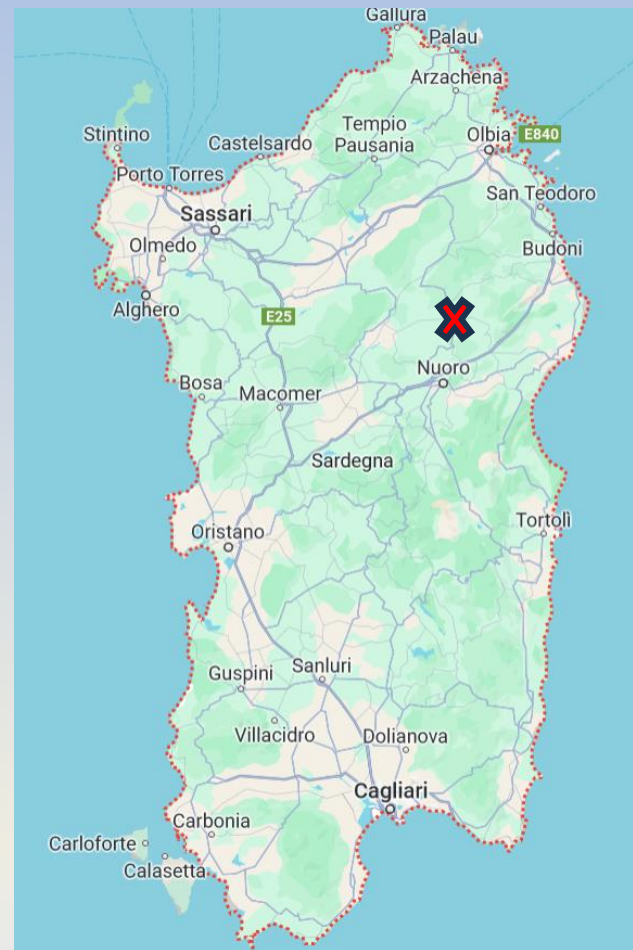 Gallura
Palau
Arzachena
Stintino
Castelsardo
Tempio
Pausania
Olbia
E840
Porto Torres
San Teodoro
Sassari
Olmedo
Budoni
Alghero
E25
X
Nuoro
Bosa
Macomer
Sardegna
Oristano
Tortolì
Guspini
Sanluri
Villacidro
Dolianova
Cagliari
Carbonia
Carloforte
Calasetta